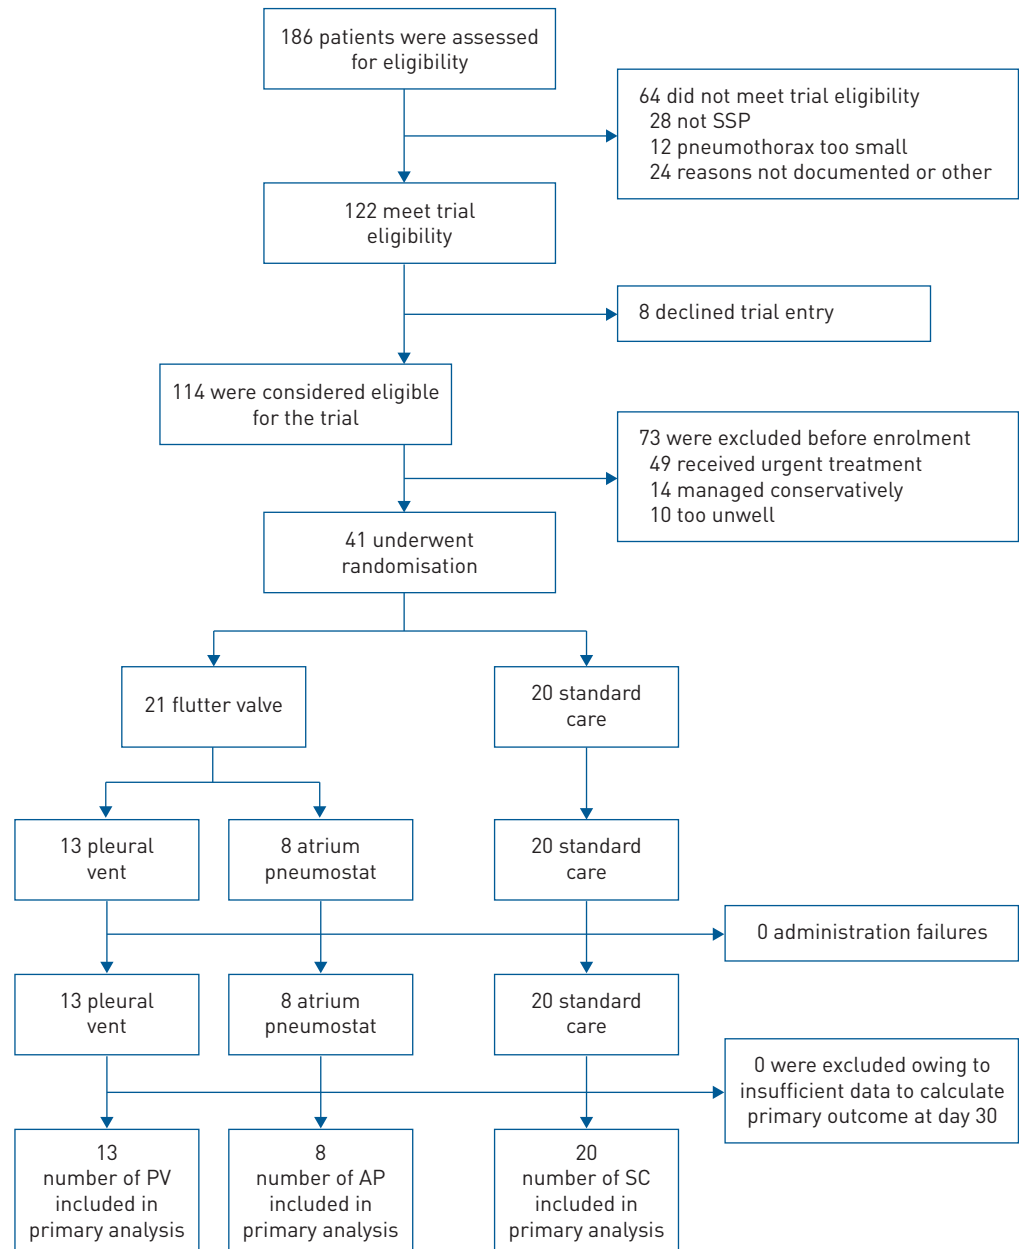 186 patients were assessed
for eligibility
64 did not meet trial eligibility
28 not SSP
12 pneumothorax too small
24 reasons not documented or other
122 meet trial
eligibility
8 declined trial entry
114 were considered eligible
for the trial
73 were excluded before enrolment
49 received urgent treatment
14 managed conservatively
10 too unwell
41 underwent
randomisation
21 flutter valve
20 standard
care
13 pleural
vent
8 atrium
pneumostat
20 standard
care
0 administration failures
13 pleural
vent
8 atrium
pneumostat
20 standard
care
0 were excluded owing to
insufficient data to calculate
primary outcome at day 30
13
number of PV
included in
primary analysis
8
number of AP
included in
primary analysis
20
number of SC
included in
primary analysis